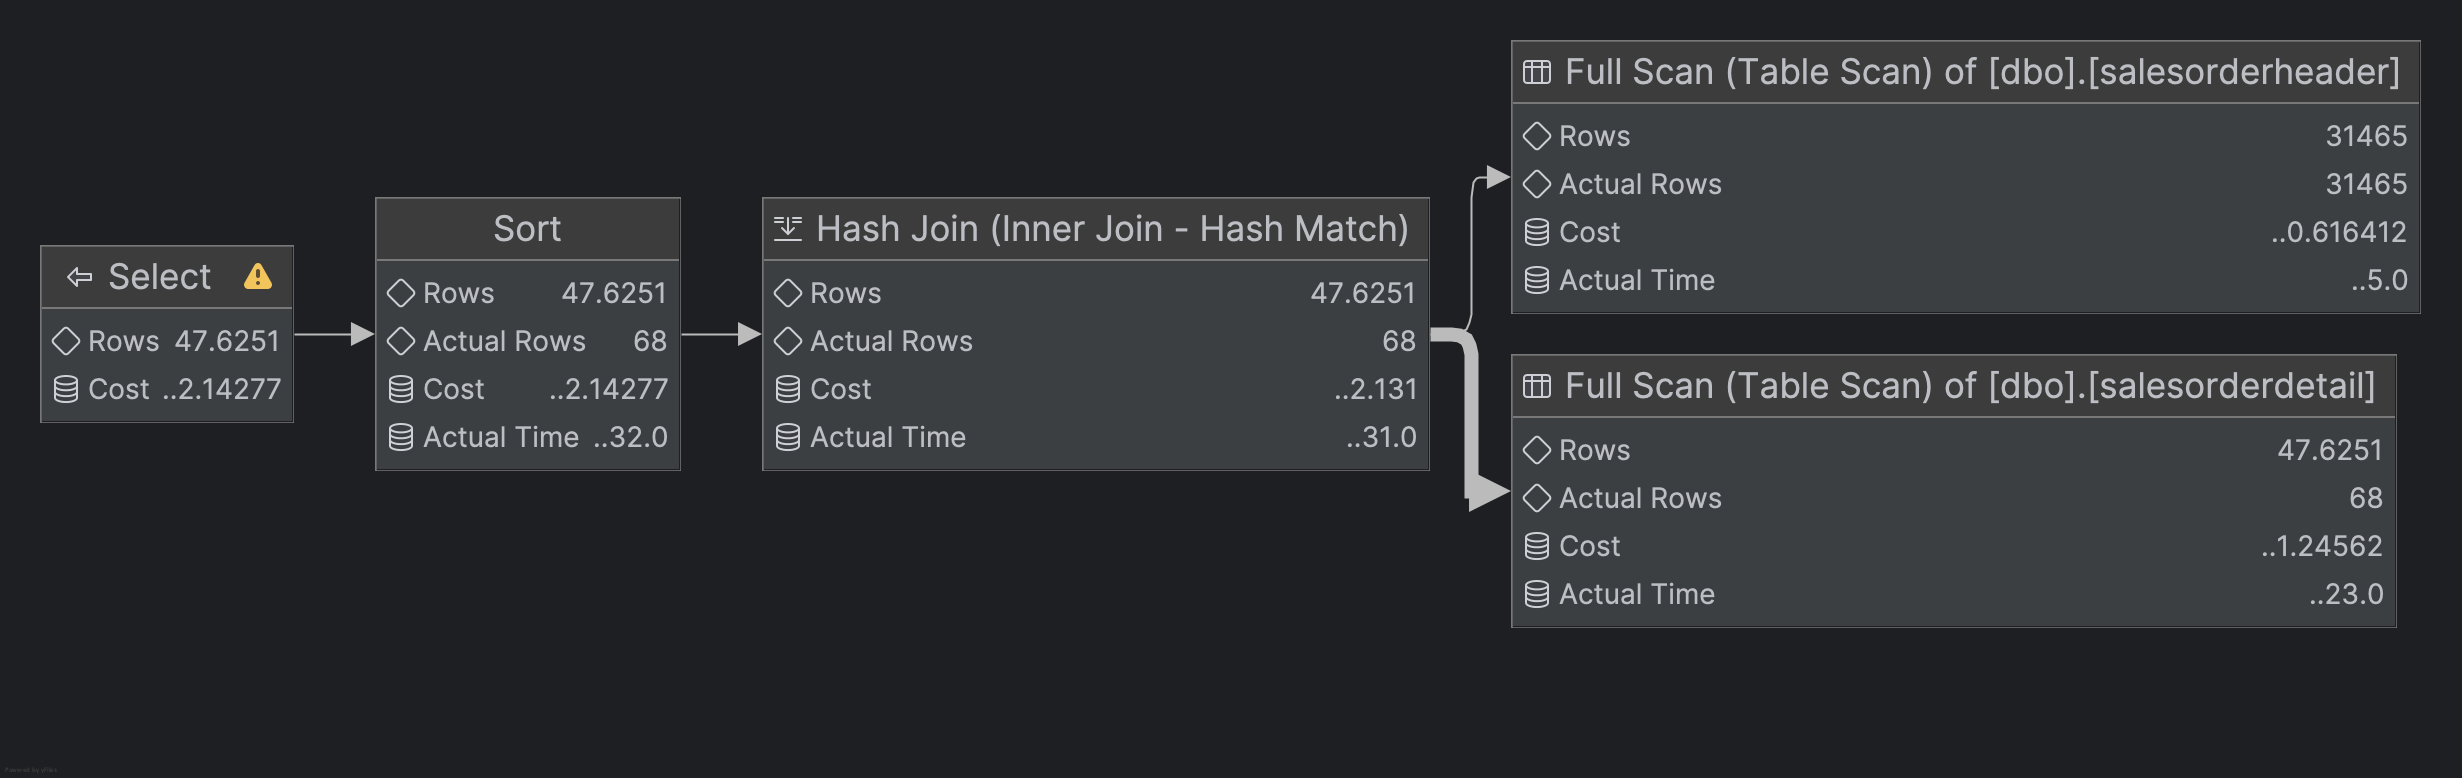 Select
Rows 47.6251
Cost ..2.14277
Sort
Rows 47.6251
Actual Rows 68
Cost ..2.14277
Actual Time ..32.0
Hash Join (Inner Join - Hash Match)
Rows 47.6251
Actual Rows 68
Cost ..2.131
Actual Time ..31.0
Full Scan (Table Scan) of [dbo].[salesorderheader]
Rows 31465
Actual Rows 31465
Cost ..0.616412
Actual Time ..5.0
Full Scan (Table Scan) of [dbo].[salesorderdetail]
Rows 47.6251
Actual Rows 68
Cost ..1.24562
Actual Time ..23.0
Powered by yFiles